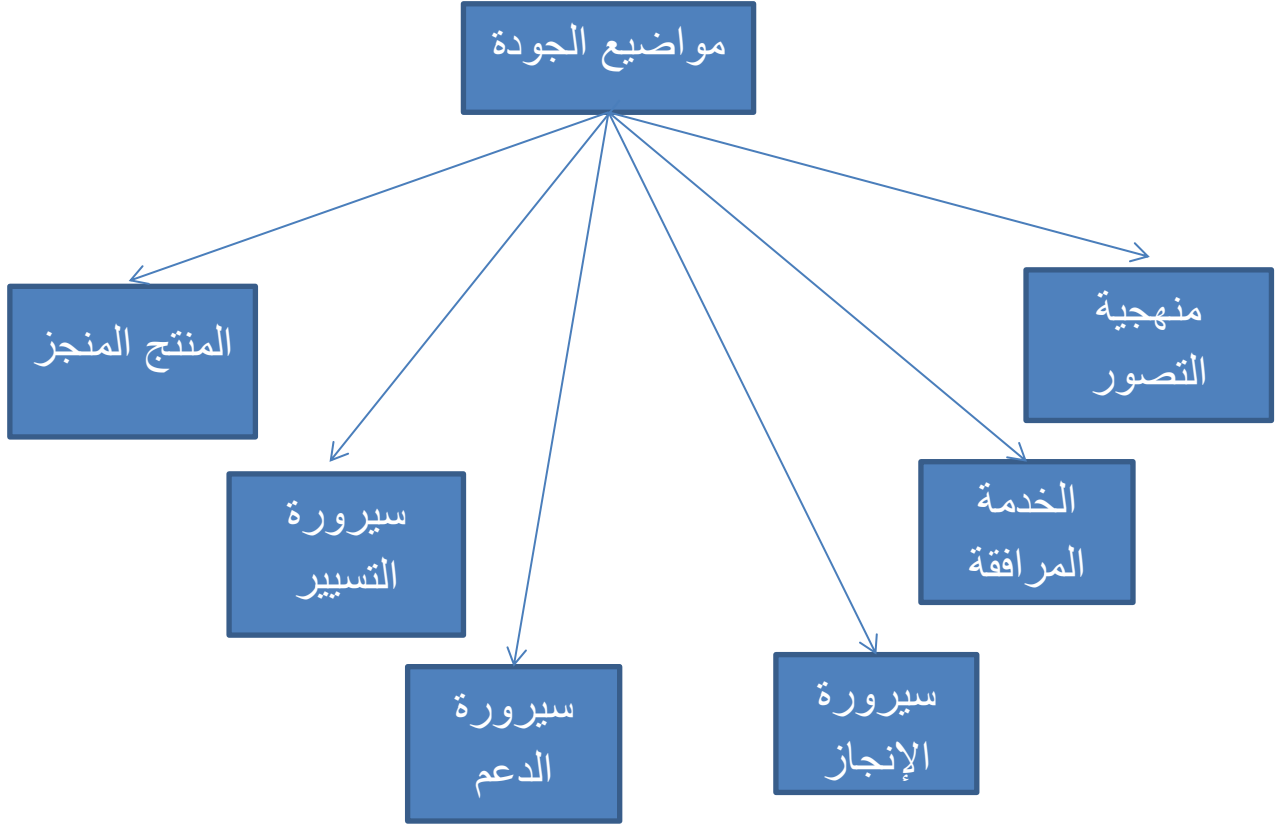 مواضيع الجودة
منهجية
التصور
المنتج المنجز
الخدمة
المرافقة
سيرورة
التسيير
سيرورة
الإنجاز
سيرورة
الدعم